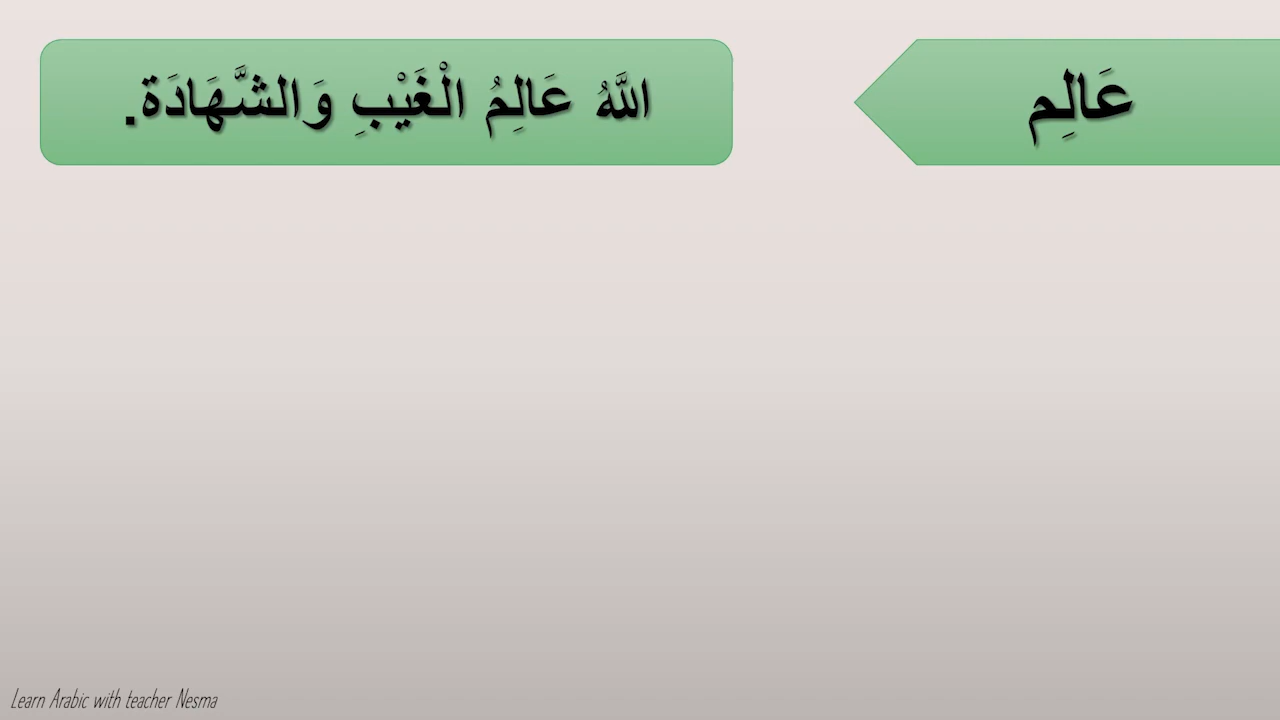 عَالِم
اللَّهُ عَالِمُ الْغَيْبِ وَالشَّهَادَة.
Learn Arabic with teacher Nesma